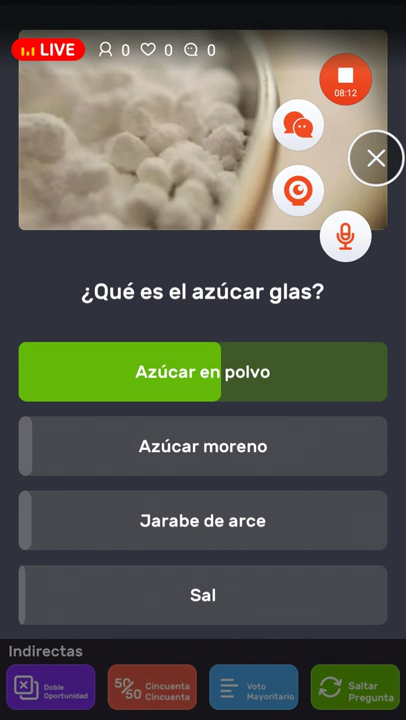 LIVE 0 0 0
08:12
¿Qué es el azúcar glas?
Azúcar en polvo
Azúcar moreno
Jarabe de arce
Sal
Indirectas
Doble
Oportunidad
50/50
Cincuenta
Cincuenta
Voto
Mayoritario
Saltar
Pregunta